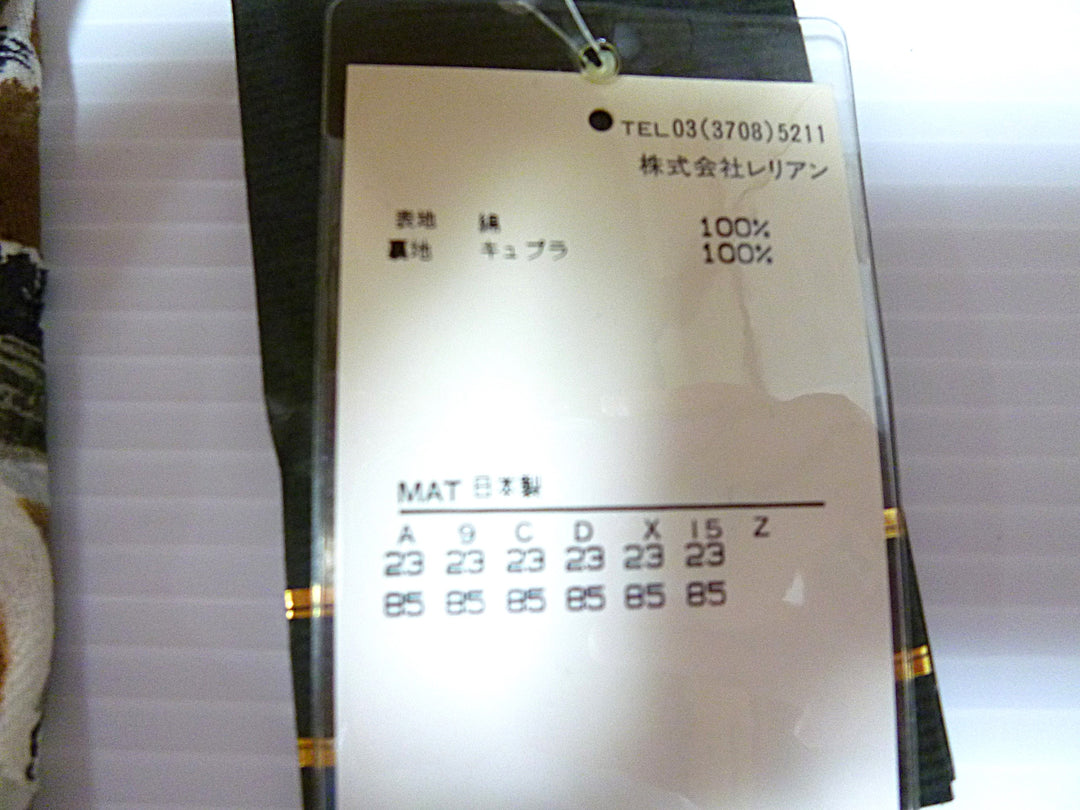 TEL03(3708)5211
株式会社レリアン
表地 綿 100%
裏地 キュプラ 100%
MAT 日本製
A 9 C D X 15 Z
23 23 23 23 23 23
85 85 85 85 85 85